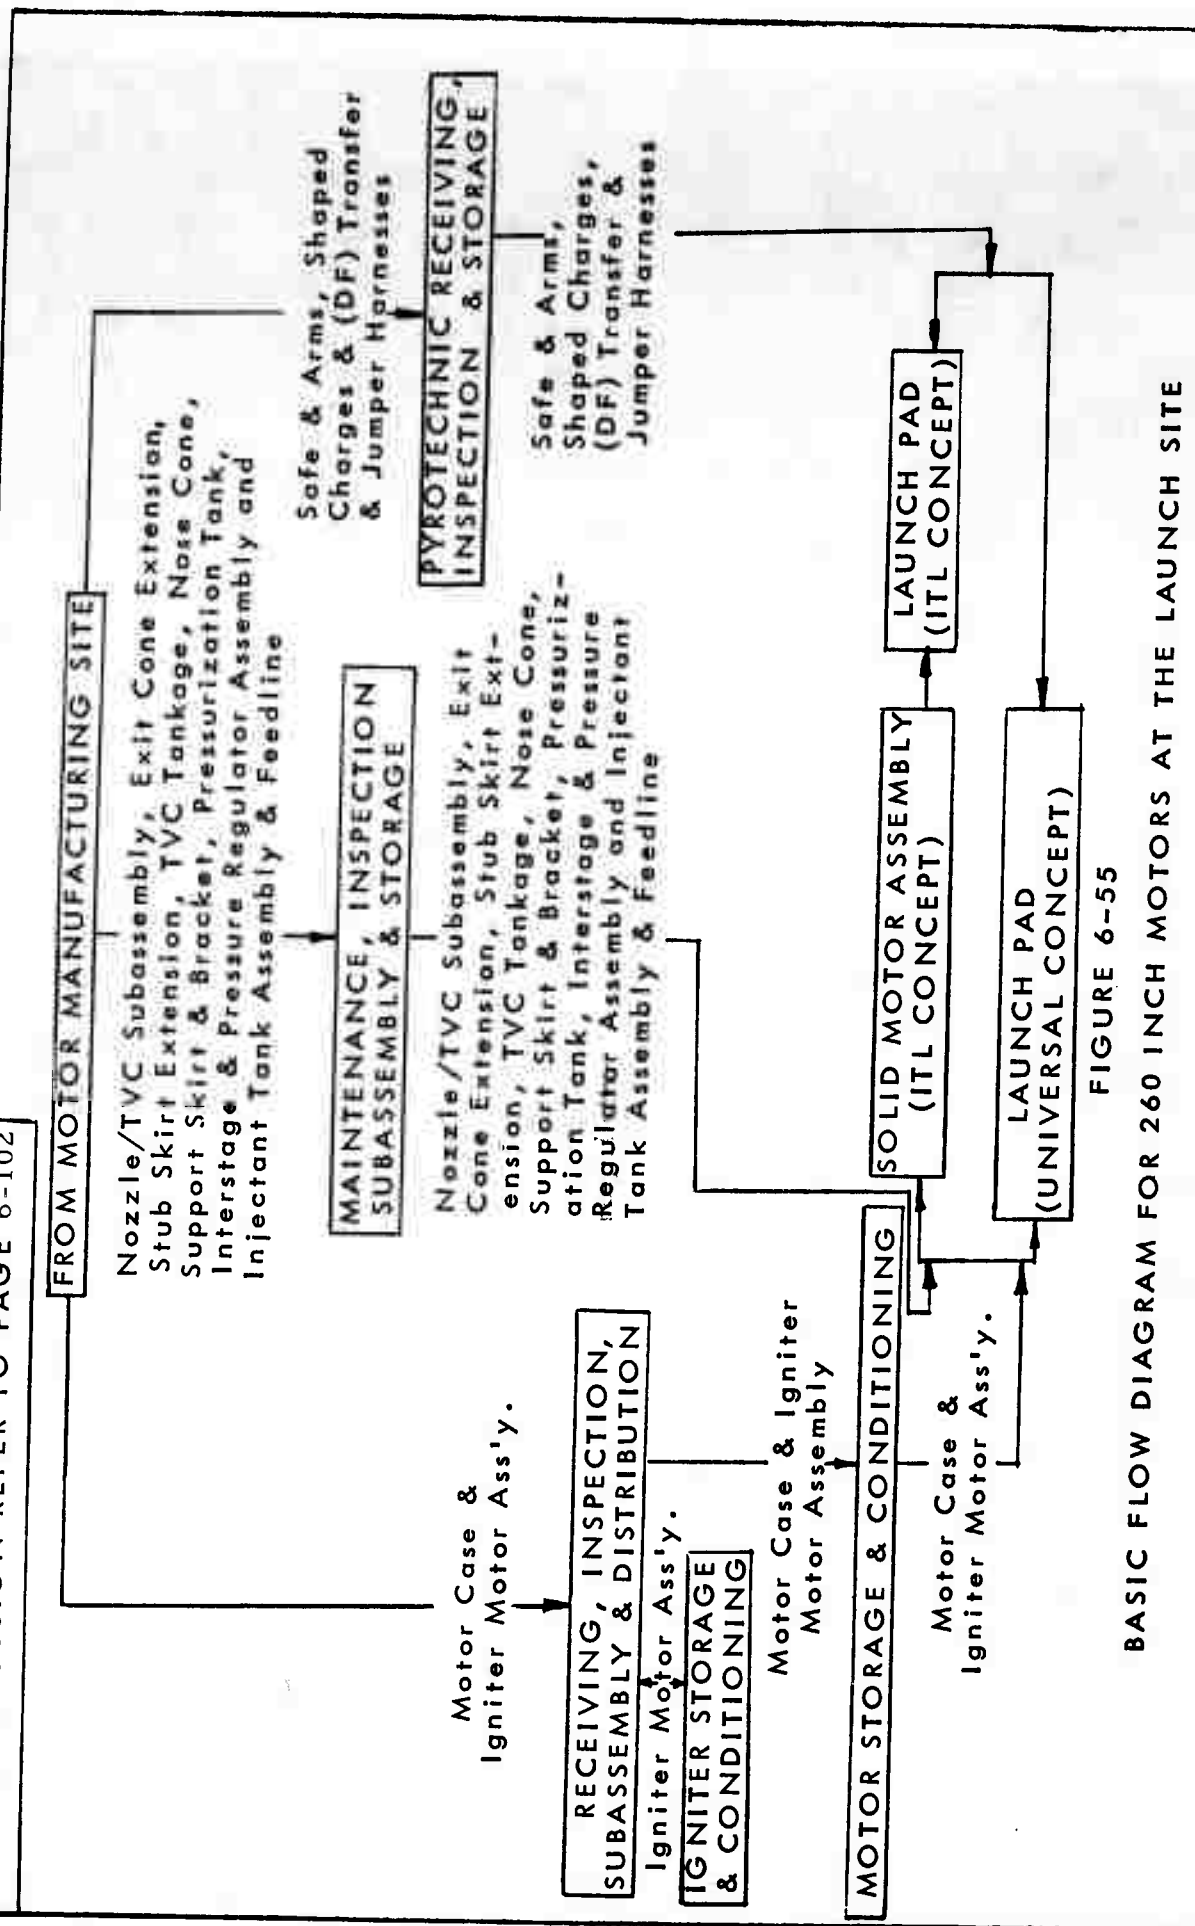 REFER TO PAGE 6-102
FROM MOTOR MANUFACTURING SITE
Nozzle/TVC Subassembly, Exit Cone Extension,
Stub Skirt Extension, TVC Tankage, Nose Cone,
Support Skirt & Bracket, Pressurization Tank,
Interstage & Pressure Regulator Assembly and
Injectant Tank Assembly & Feedline
Safe & Arms, Shaped
Charges & (DF) Transfer
& Jumper Harnesses
Motor Case &
Igniter Motor Ass'y.
MAINTENANCE, INSPECTION
SUBASSEMBLY & STORAGE
PYROTECHNIC RECEIVING,
INSPECTION & STORAGE
Nozzle/TVC Subassembly, Exit
Cone Extension, Stub Skirt Ext-
ension, TVC Tankage, Nose Cone,
Support Skirt & Bracket, Pressuriz-
ation Tank, Interstage & Pressure
Regulator Assembly and Injectant
Tank Assembly & Feedline
Safe & Arms,
Shaped Charges,
(DF) Transfer &
Jumper Harnesses
RECEIVING, INSPECTION,
SUBASSEMBLY & DISTRIBUTION
Igniter Motor Ass'y.
IGNITER STORAGE
& CONDITIONING
Motor Case & Igniter
Motor Assembly
MOTOR STORAGE & CONDITIONING
SOLID MOTOR ASSEMBLY
(ITL CONCEPT)
LAUNCH PAD
(ITL CONCEPT)
Motor Case &
Igniter Motor Ass'y.
LAUNCH PAD
(UNIVERSAL CONCEPT)
FIGURE 6-55
BASIC FLOW DIAGRAM FOR 260 INCH MOTORS AT THE LAUNCH SITE